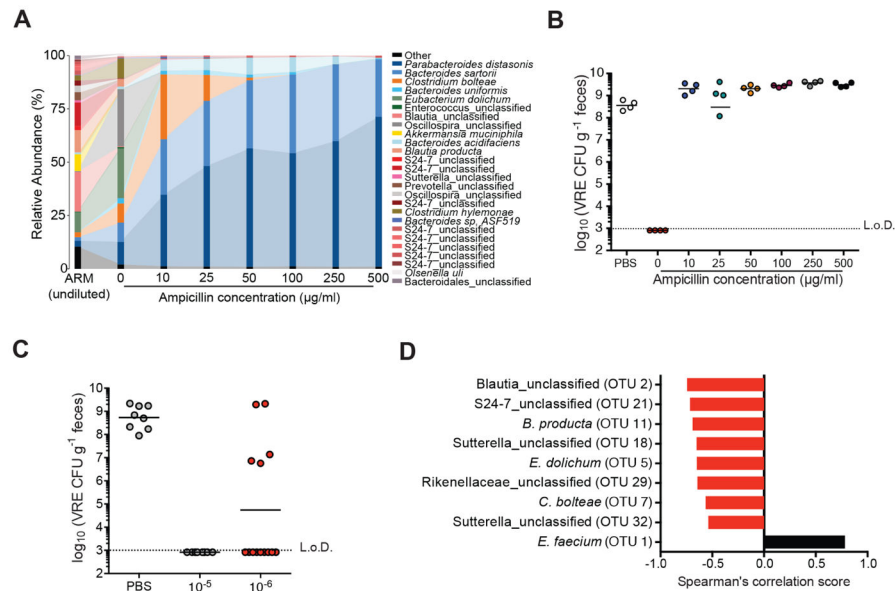 A
Relative Abundance (%)
100
75
50
25
0
ARM
(undiluted)
0 10 25 50 100 250 500
Ampicillin concentration (µg/ml)
Other
Parabacteroides distasonis
Bacteroides sartorii
Clostridium bolteae
Bacteroides uniformis
Eubacterium dolichum
Enterococcus_unclassified
Blautia_unclassified
Oscillospira_unclassified
Akkermansia muciniphila
Bacteroides acidifaciens
Blautia producta
S24-7_unclassified
S24-7_unclassified
Sutterella_unclassified
Prevotella_unclassified
Oscillospira_unclassified
S24-7_unclassified
Clostridium hylemonae
Bacteroides sp. ASF519
S24-7_unclassified
S24-7_unclassified
S24-7_unclassified
S24-7_unclassified
Olsenella uli
Bacteroidales_unclassified
B
log10 (VRE CFU g-1 feces)
10
9
8
7
6
5
4
3
2
L.o.D.
PBS 0 10 25 50 100 250 500
Ampicillin concentration (µg/ml)
C
log10 (VRE CFU g-1 feces)
10
9
8
7
6
5
4
3
2
L.o.D.
PBS 10-5 10-6
D
Blautia_unclassified (OTU 2)
S24-7_unclassified (OTU 21)
B. producta (OTU 11)
Sutterella_unclassified (OTU 18)
E. dolichum (OTU 5)
Rikenellaceae_unclassified (OTU 29)
C. bolteae (OTU 7)
Sutterella_unclassified (OTU 32)
E. faecium (OTU 1)
-1.0 -0.5 0.0 0.5 1.0
Spearman's correlation score